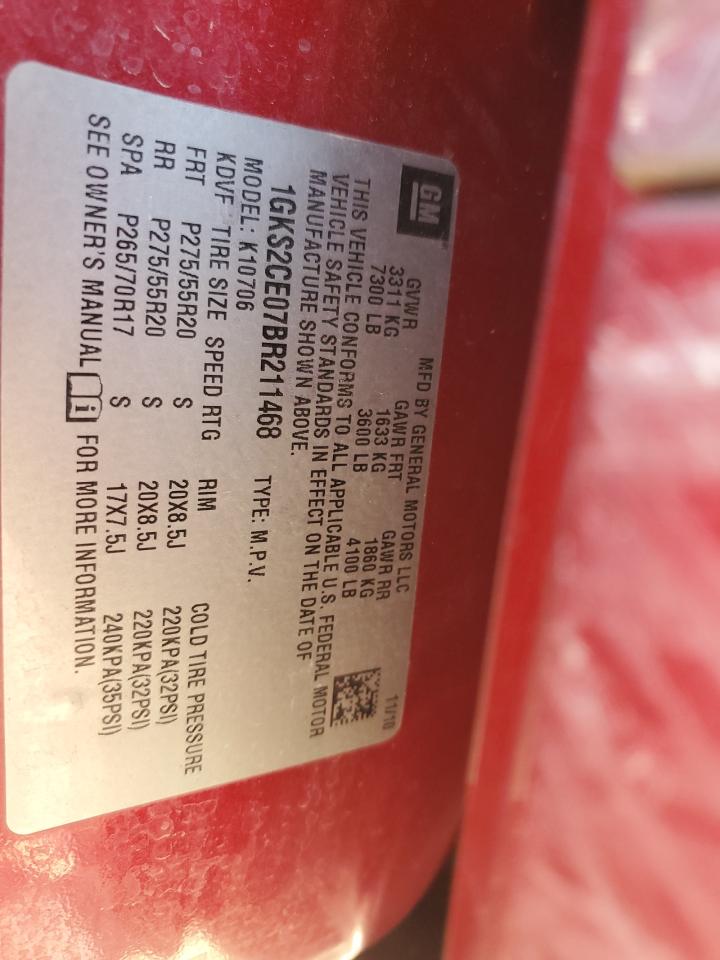 GM
MFD BY GENERAL MOTORS LLC 11/10
GVWR GAWR FRT GAWR RR
3311 KG 1633 KG 1860 KG
7300 LB 3600 LB 4100 LB
THIS VEHICLE CONFORMS TO ALL APPLICABLE U.S. FEDERAL MOTOR
VEHICLE SAFETY STANDARDS IN EFFECT ON THE DATE OF
MANUFACTURE SHOWN ABOVE.
1GKS2CE07BR211468 TYPE: M.P.V.
MODEL: K10706
KDVF TIRE SIZE SPEED RTG RIM COLD TIRE PRESSURE
FRT P275/55R20 S 20X8.5J 220KPA(32PSI)
RR P275/55R20 S 20X8.5J 220KPA(32PSI)
SPA P265/70R17 S 17X7.5J 240KPA(35PSI)
SEE OWNER'S MANUAL i FOR MORE INFORMATION.